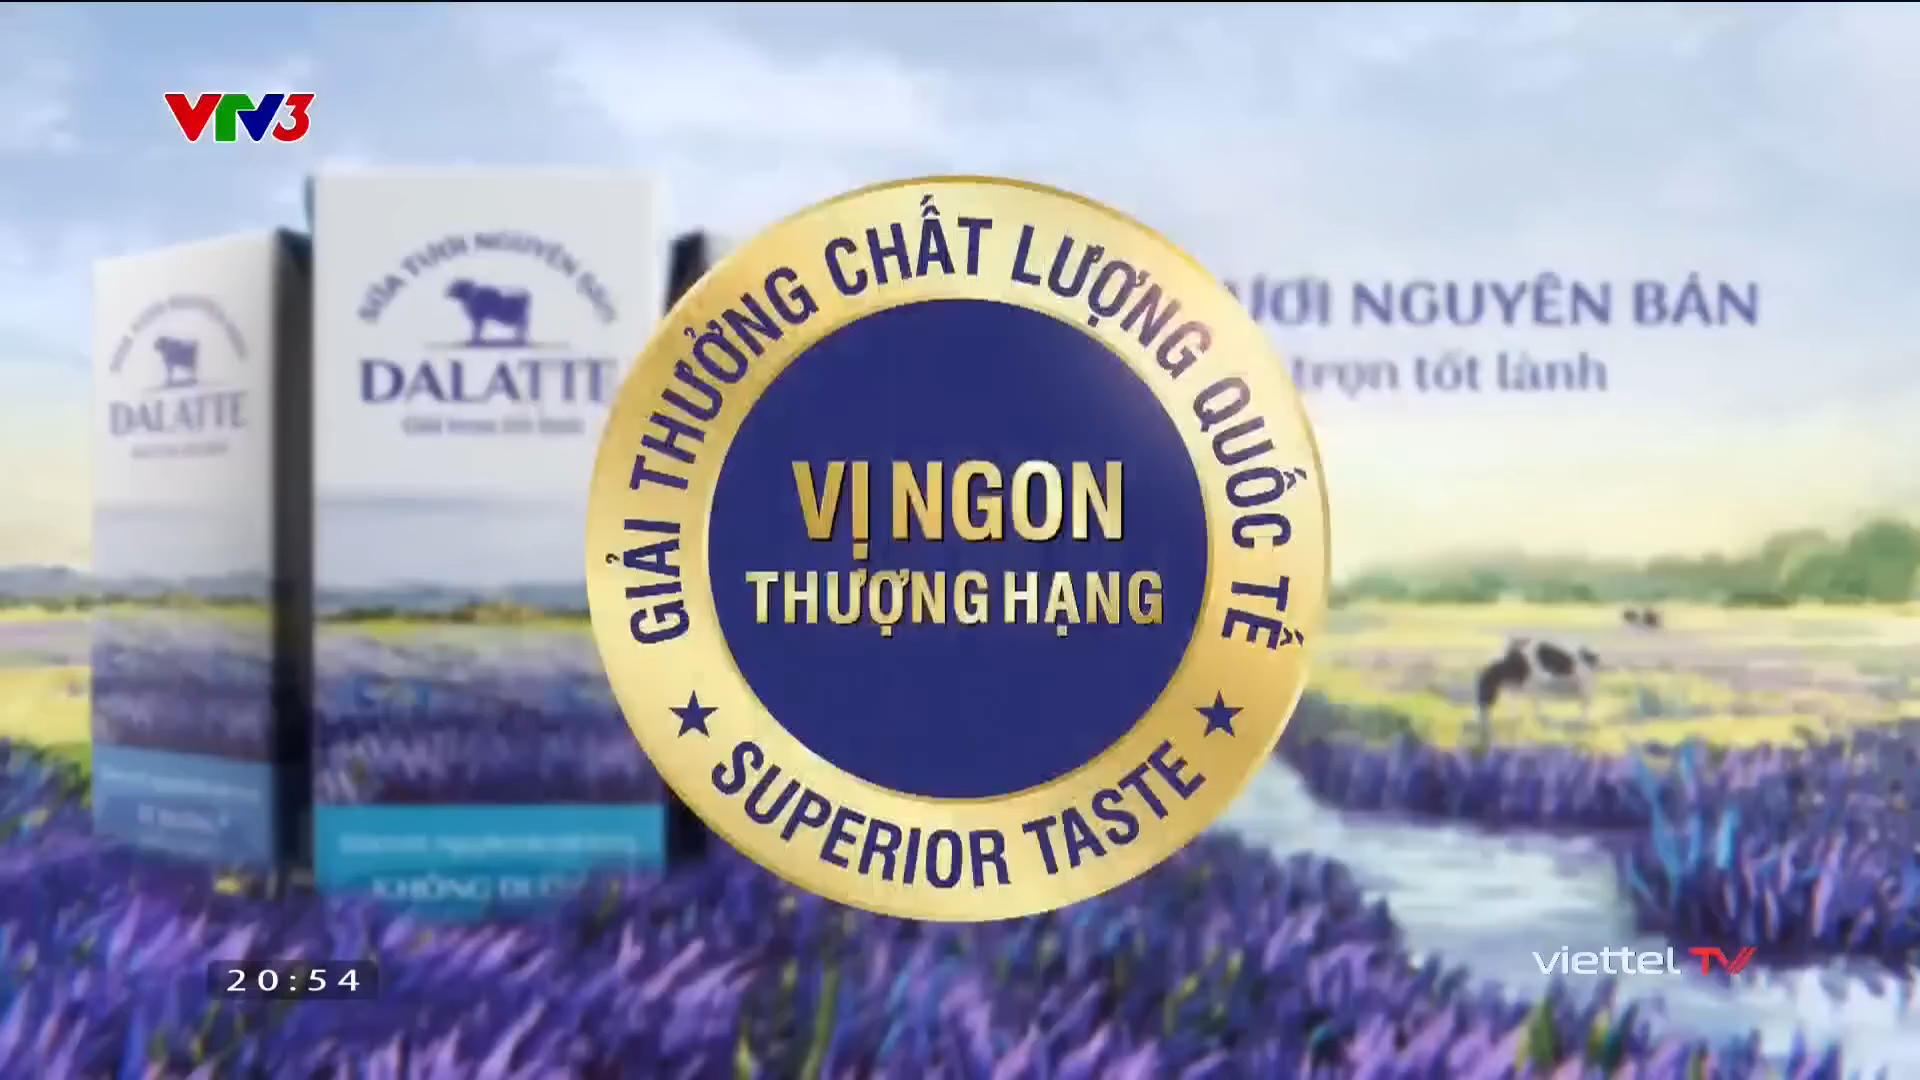 VTV3
SỮA TƯƠI NGUYÊN BẢN
DALATTE
DALATTE
GIẢI THƯỞNG CHẤT LƯỢNG QUỐC TẾ
VỊ NGON
THƯỢNG HẠNG
★ SUPERIOR TASTE ★
ƯƠI NGUYÊN BẢN
trọn tốt lành
20:54
viettel TV